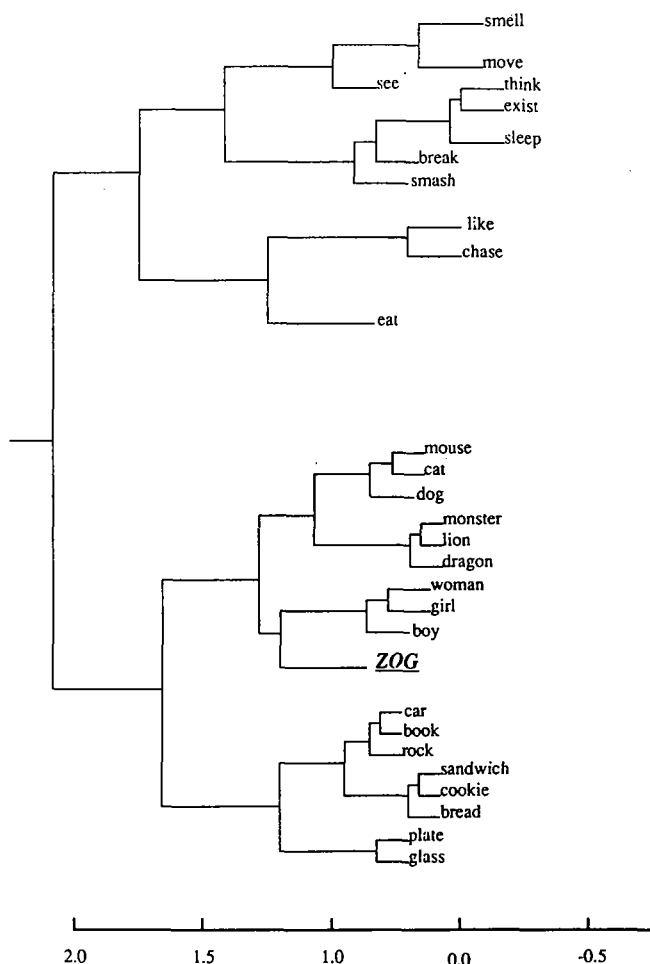 smell
move
see
think
exist
sleep
break
smash
like
chase
eat
mouse
cat
dog
monster
lion
dragon
woman
girl
boy
ZOG
car
book
rock
sandwich
cookie
bread
plate
glass
2.0 1.5 1.0 0.0 -0.5